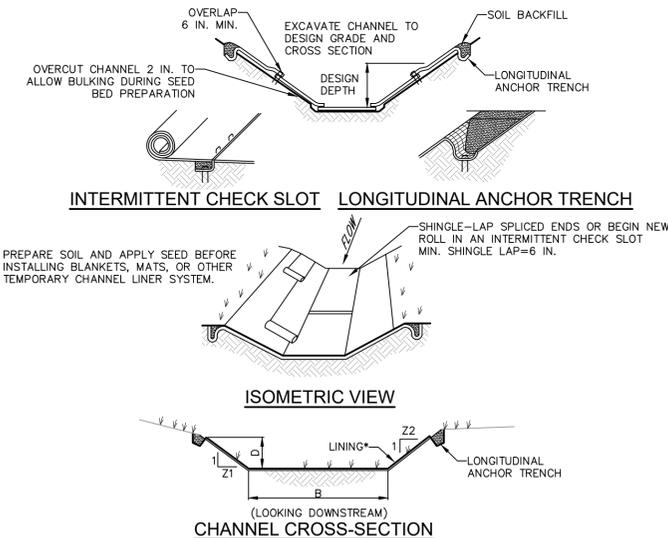 OVERLAP
6 IN. MIN.
EXCAVATE CHANNEL TO
DESIGN GRADE AND
CROSS SECTION
SOIL BACKFILL
OVERCUT CHANNEL 2 IN. TO
ALLOW BULKING DURING SEED
BED PREPARATION
DESIGN
DEPTH
LONGITUDINAL
ANCHOR TRENCH
INTERMITTENT CHECK SLOT
LONGITUDINAL ANCHOR TRENCH
FLOW
SHINGLE-LAP SPLICED ENDS OR BEGIN NEW
ROLL IN AN INTERMITTENT CHECK SLOT
MIN. SHINGLE LAP=6 IN.
PREPARE SOIL AND APPLY SEED BEFORE
INSTALLING BLANKETS, MATS, OR OTHER
TEMPORARY CHANNEL LINER SYSTEM.
ISOMETRIC VIEW
1
Z1
D
LINING*
1
Z2
LONGITUDINAL
ANCHOR TRENCH
B
(LOOKING DOWNSTREAM)
CHANNEL CROSS-SECTION